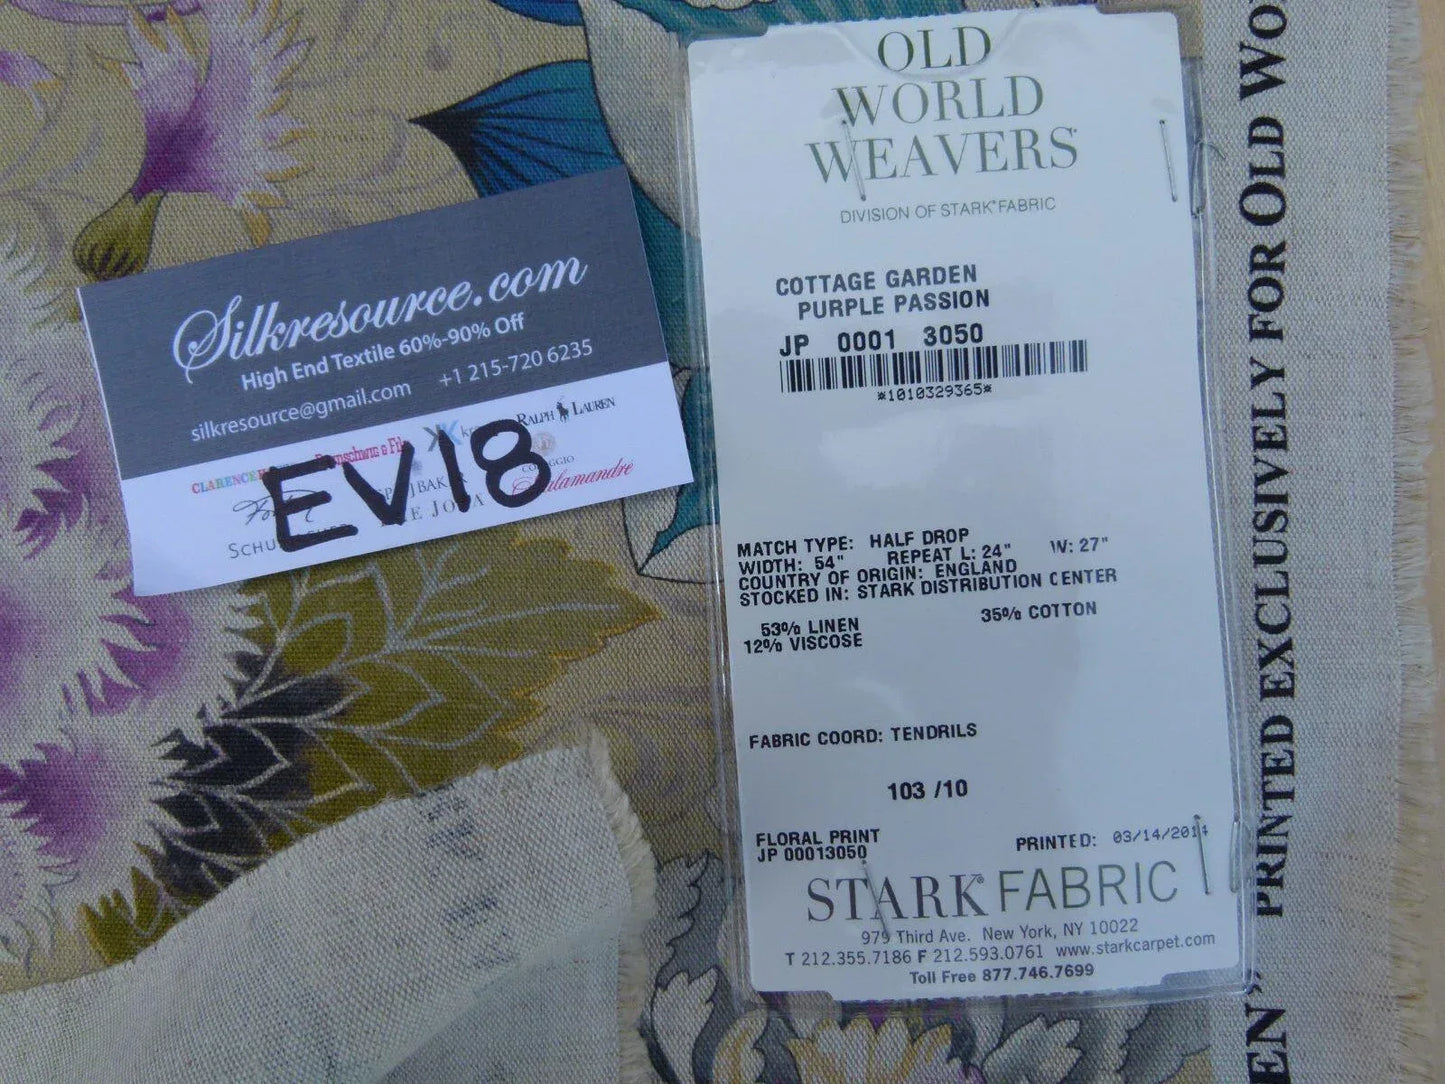 Silkresource.com
High End Textile 60%-90% Off
silkresource@gmail.com +1 215-720 6235
RALPH LAUREN
EV18
OLD
WORLD
WEAVERS
DIVISION OF STARK® FABRIC
COTTAGE GARDEN
PURPLE PASSION
JP 0001 3050
*1010329365*
MATCH TYPE: HALF DROP
WIDTH: 54" REPEAT L: 24" W: 27"
COUNTRY OF ORIGIN: ENGLAND
STOCKED IN: STARK DISTRIBUTION CENTER
53% LINEN 35% COTTON
12% VISCOSE
FABRIC COORD: TENDRILS
103 /10
FLORAL PRINT PRINTED: 03/14/2014
JP 00013050
STARK® FABRIC
979 Third Ave. New York, NY 10022
T 212.355.7186 F 212.593.0761 www.starkcarpet.com
Toll Free 877.746.7699
EN" PRINTED EXCLUSIVELY FOR OLD WO